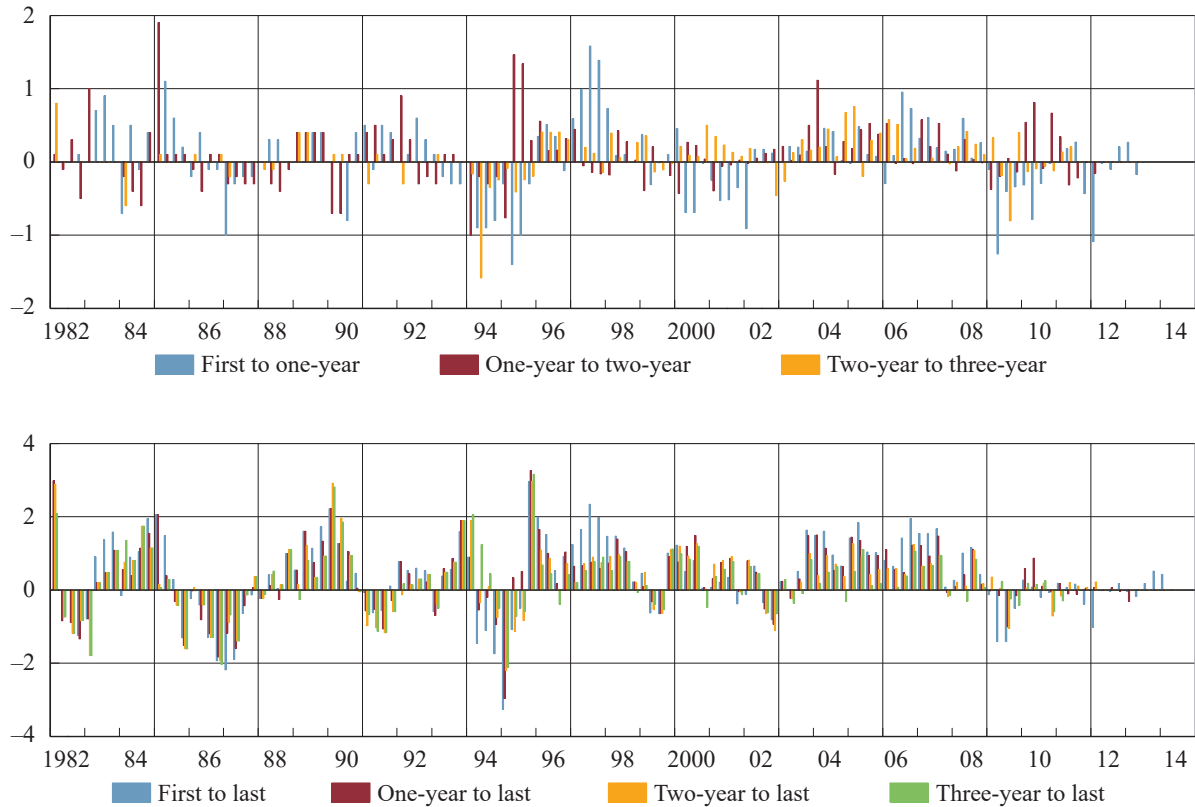 2
1
0
–1
–2
1982 84 86 88 90 92 94 96 98 2000 02 04 06 08 10 12 14
First to one-year One-year to two-year Two-year to three-year
4
2
0
–2
–4
1982 84 86 88 90 92 94 96 98 2000 02 04 06 08 10 12 14
First to last One-year to last Two-year to last Three-year to last